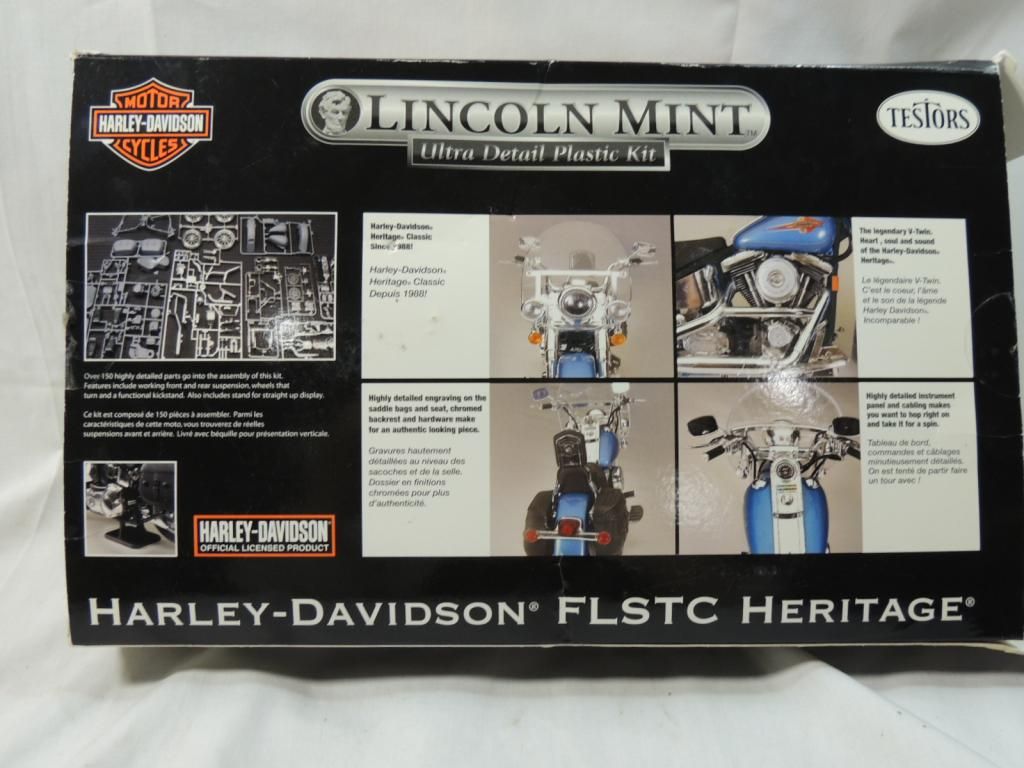 MOTOR
HARLEY-DAVIDSON
CYCLES
LINCOLN MINT™
Ultra Detail Plastic Kit
TESTORS
Over 150 highly detailed parts go into the assembly of this kit.
Features include working front and rear suspension, wheels that
turn and a functional kickstand. Also includes stand for straight up display.
Ce kit est composé de 150 pièces à assembler. Parmi les
caractéristiques de cette moto, vous trouverez de réelles
suspensions avant et arrière. Livré avec béquille pour présentation verticale.
HARLEY-DAVIDSON
OFFICIAL LICENSED PRODUCT
Harley-Davidson®
Heritage® Classic
Since 1988!
Harley-Davidson®
Heritage® Classic
Depuis 1988!
The legendary V-Twin.
Heart , soul and sound
of the Harley-Davidson®
Heritage®.
Le légendaire V-Twin.
C'est le coeur, l'âme
et le son de la légende
Harley Davidson®.
Incomparable !
Highly detailed engraving on the
saddle bags and seat, chromed
backrest and hardware make
for an authentic looking piece.
Gravures hautement
détaillées au niveau des
sacoches et de la selle.
Dossier en finitions
chromées pour plus
d'authenticité.
Highly detailed instrument
panel and cabling makes
you want to hop right on
and take it for a spin.
Tableau de bord,
commandes et câblages
minutieusement détaillés.
On est tenté de partir faire
un tour avec !
HARLEY-DAVIDSON® FLSTC HERITAGE®